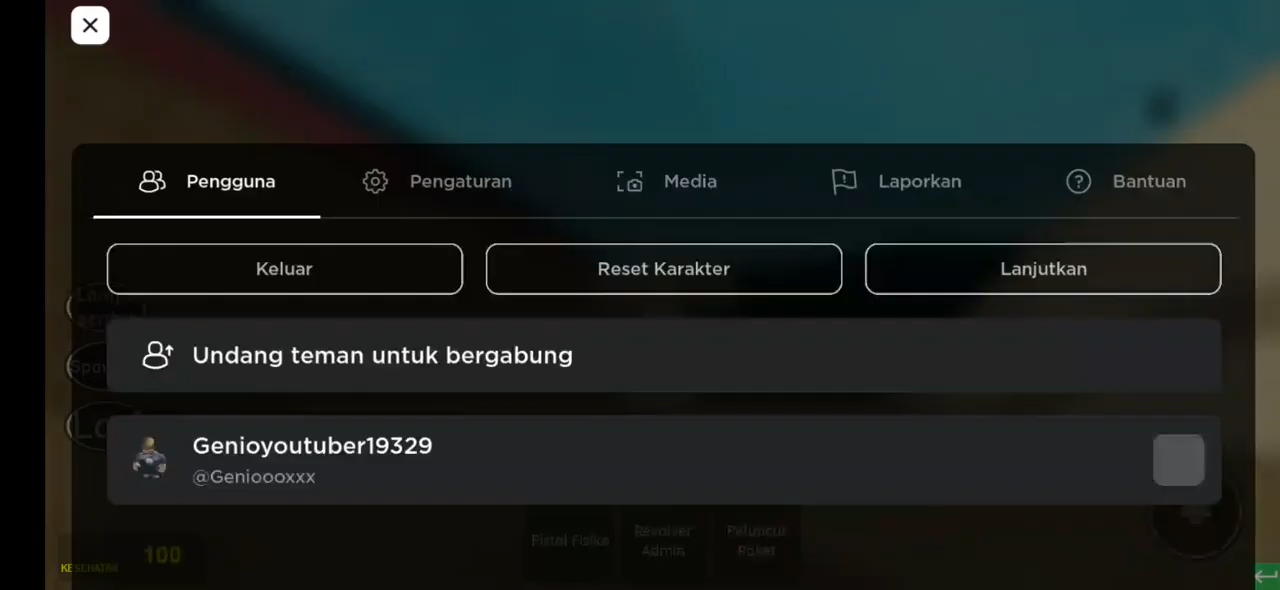 Pengguna
Pengaturan
Media
Laporkan
Bantuan
Keluar
Reset Karakter
Lanjutkan
Undang teman untuk bergabung
Genioyoutuber19329
@Genioooxxx
Pistol Fisika
Revolver
Admin
Peluncur
Roket
KESEHATAN
100